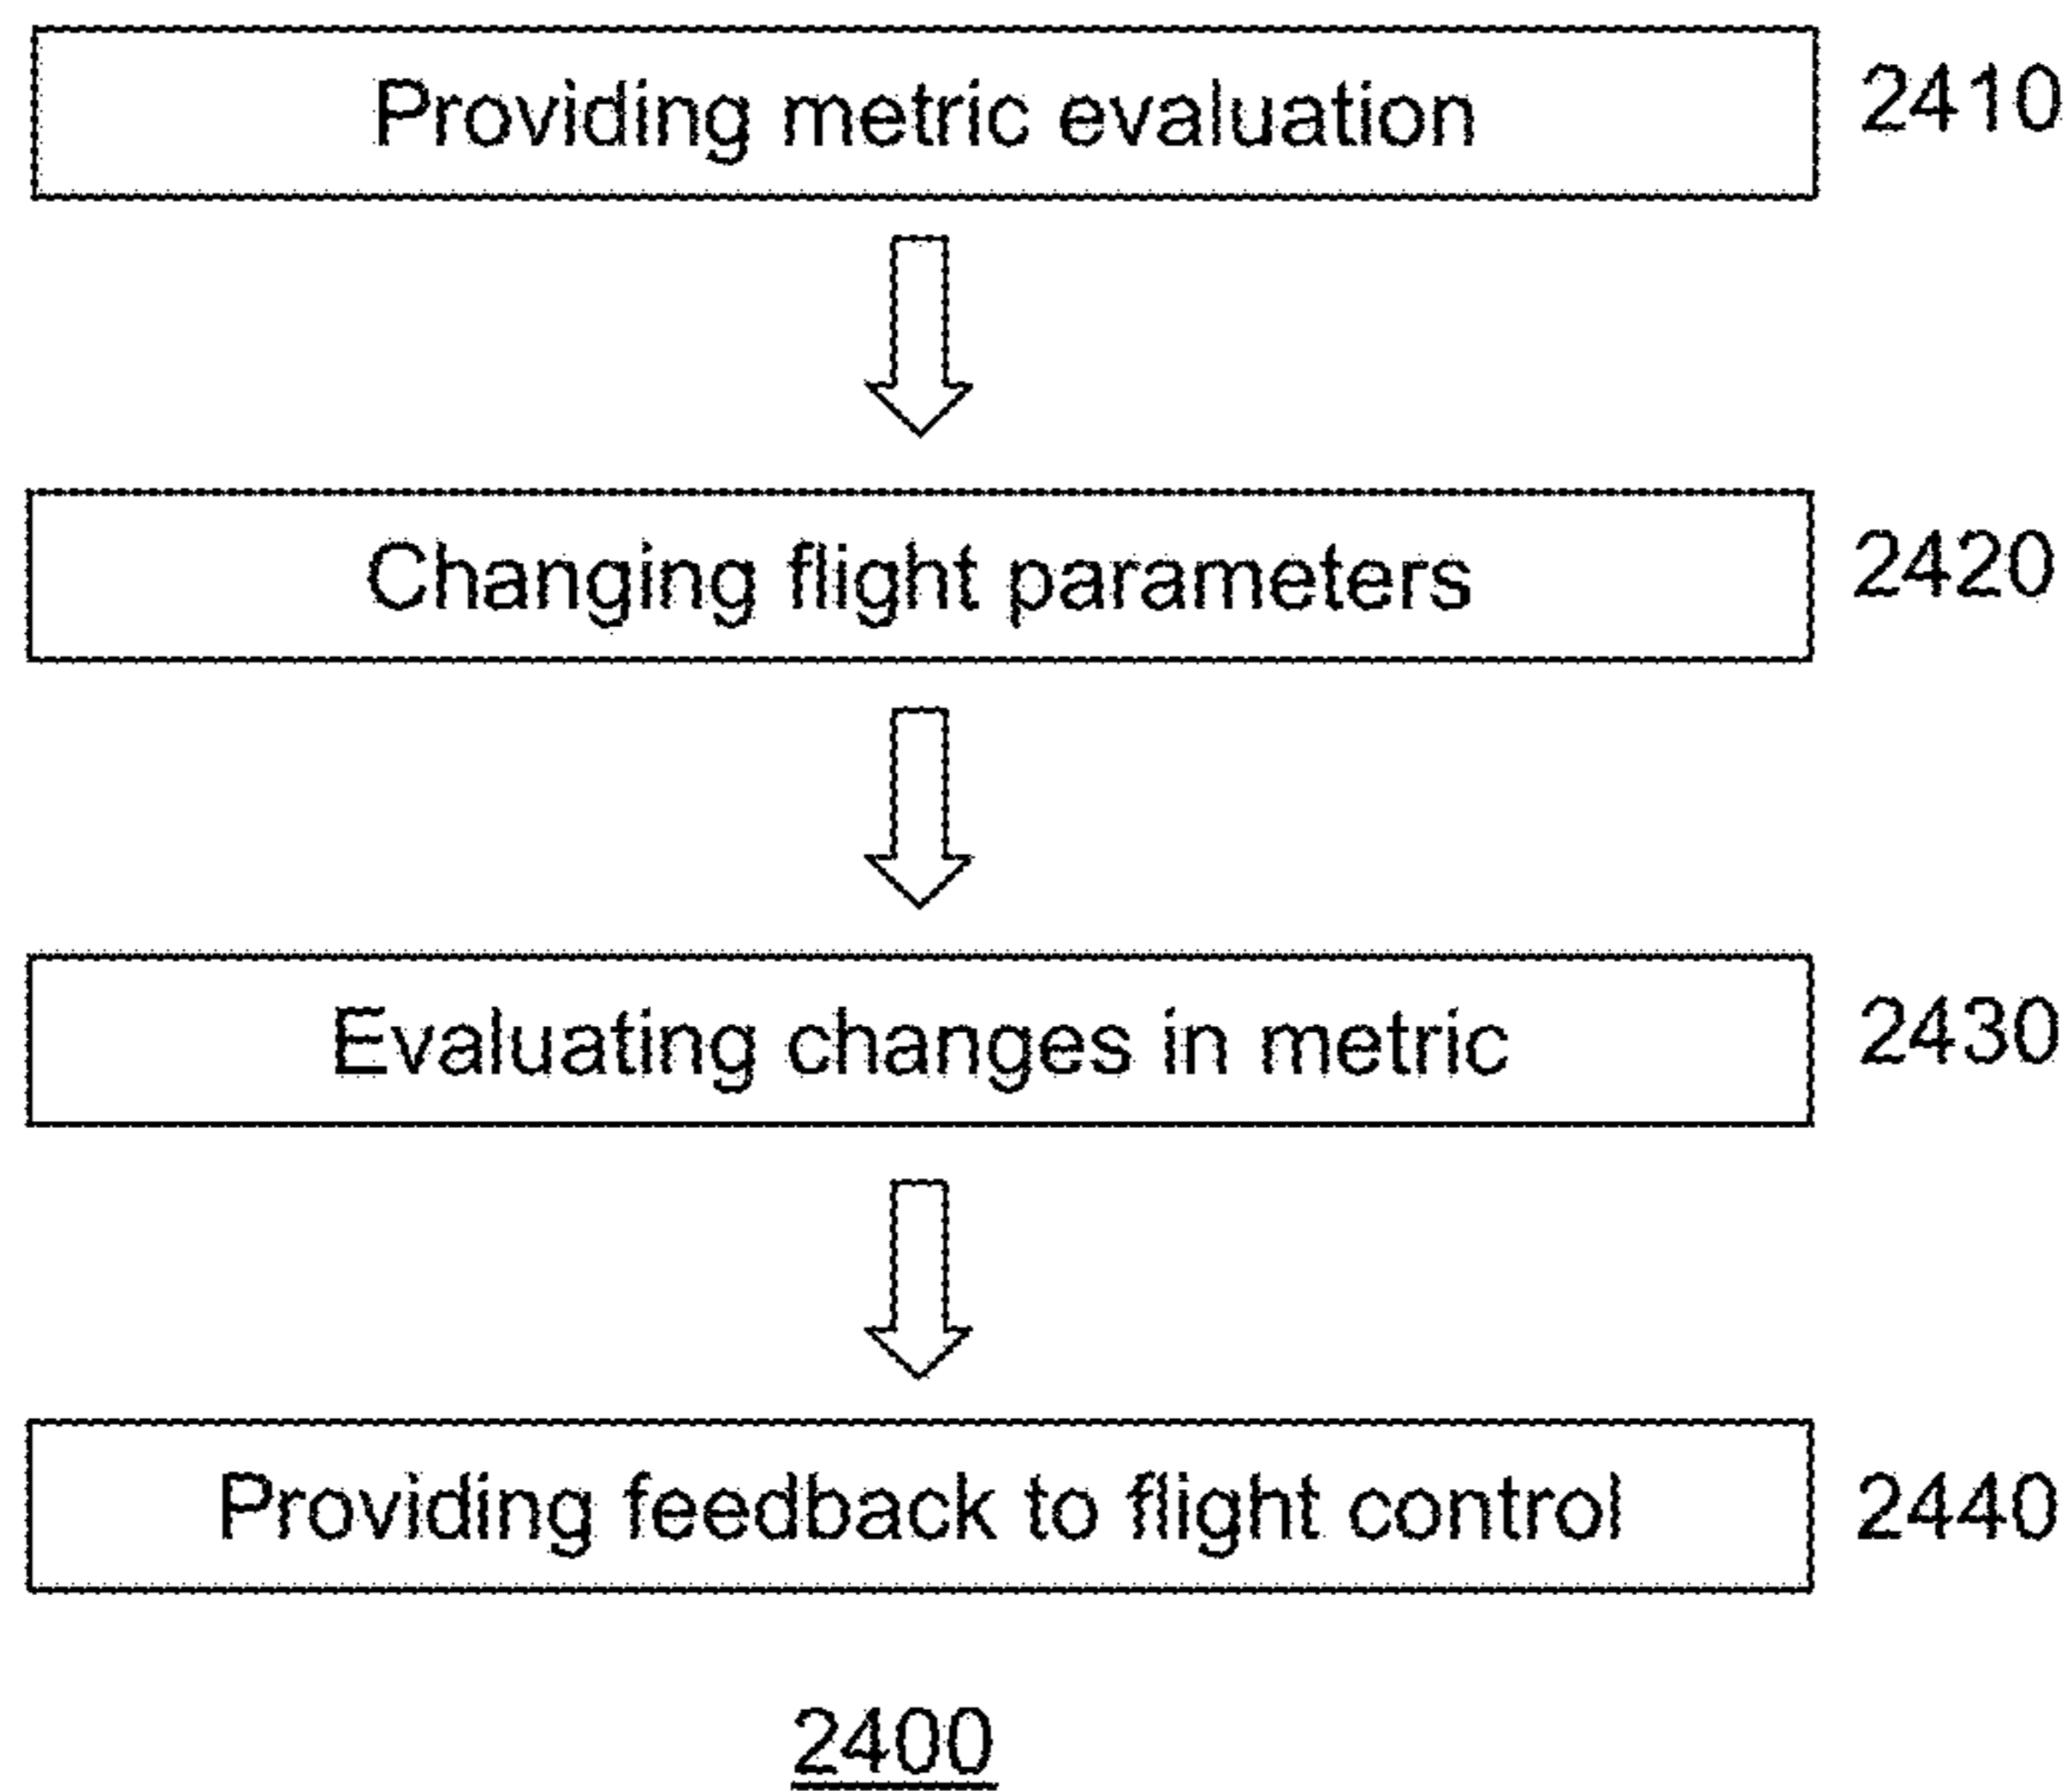 Providing metric evaluation 2410
Changing flight parameters 2420
Evaluating changes in metric 2430
Providing feedback to flight control 2440
2400